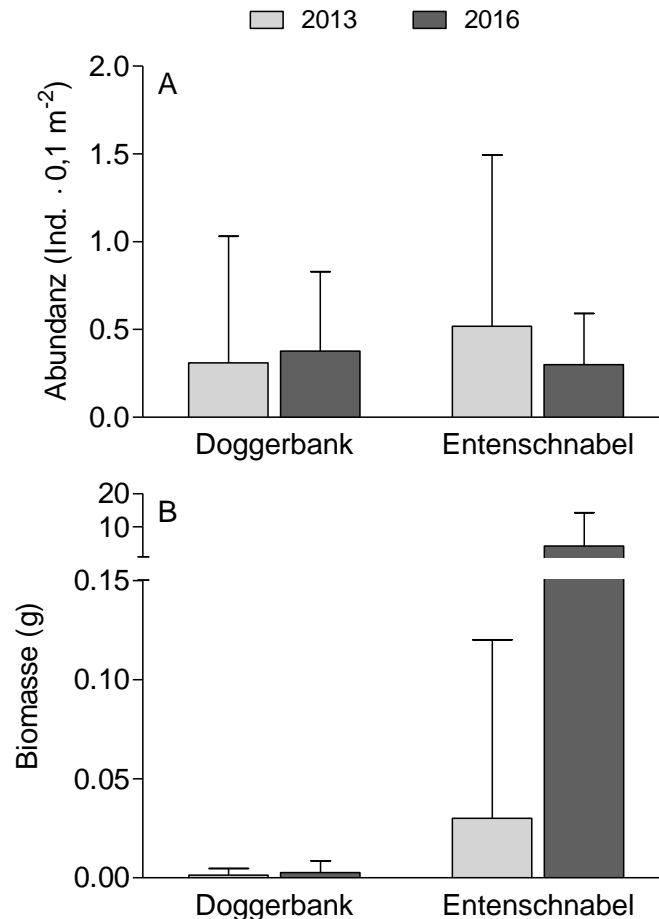 2013 2016
A
Abundanz (Ind. · 0,1 m⁻²)
2.0
1.5
1.0
0.5
0.0
Doggerbank Entenschnabel
B
Biomasse (g)
20
10
0.15
0.10
0.05
0.00
Doggerbank Entenschnabel